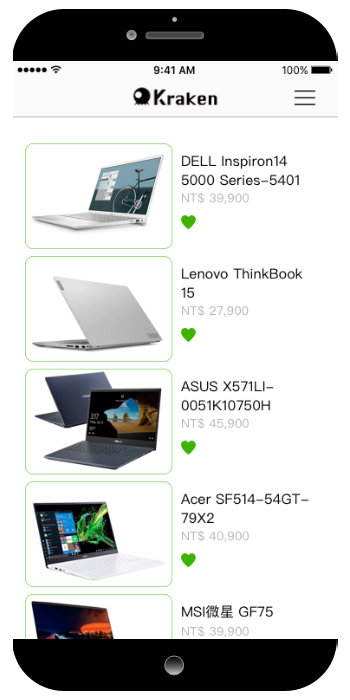 9:41 AM
100%
Kraken
DELL Inspiron14
5000 Series-5401
NT$ 39,900
Lenovo ThinkBook
15
NT$ 27,900
ASUS X571LI-
0051K10750H
NT$ 45,900
Acer SF514-54GT-
79X2
NT$ 40,900
MSI微星 GF75
NT$ 39,900